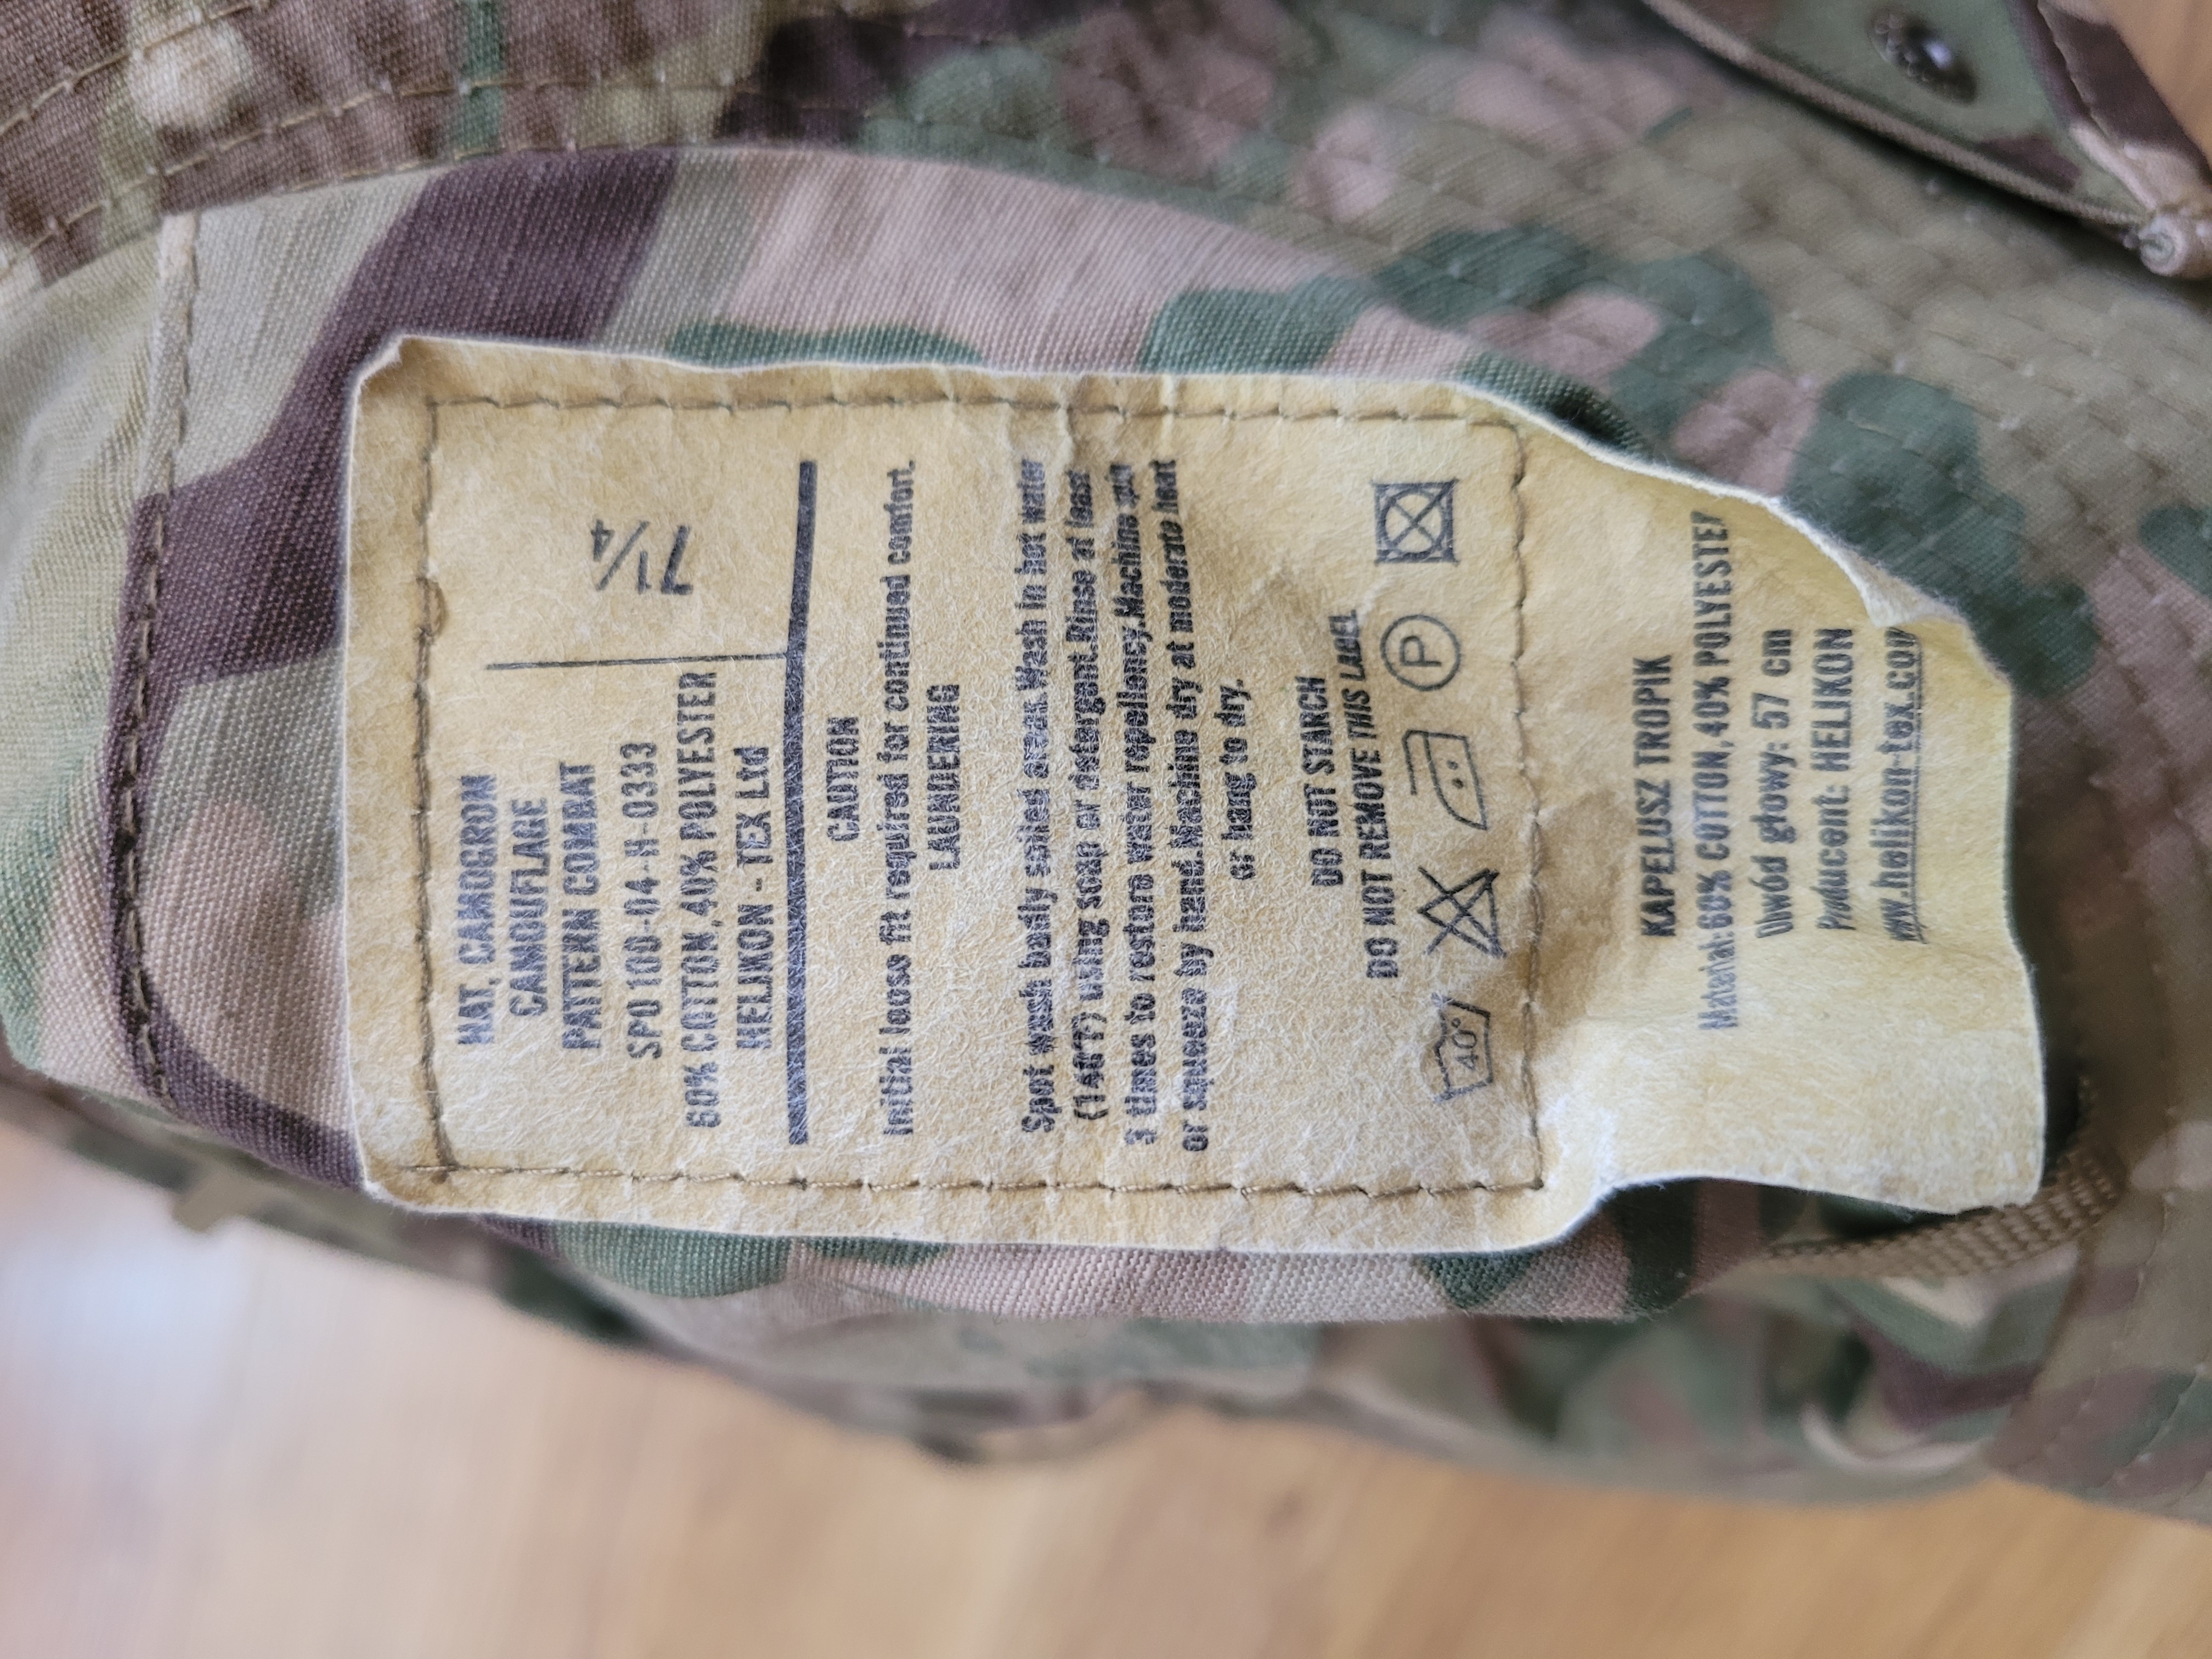 HAT, CAMOGRON
CAMOUFLAGE
PATTERN COMBAT
SPO 100-04-H-0333
60% COTTON, 40% POLYESTER
HELIKON - TEX Ltd
7 1/4
CAUTION
Initial loose fit required for continued comfort.
LAUNDERING
Spot wash badly soiled areas.Wash in hot water
(140°F) using soap or detergent.Rinse at least
3 times to restore water repellency.Machine spin
or squeeze by hand.Machine dry at moderate heat
or hang to dry.
DO NOT STARCH
DO NOT REMOVE THIS LABEL
40° P
KAPELUSZ TROPIK
Materiał:60% COTTON,40% POLYESTER
Obwód głowy: 57 cm
Producent: HELIKON
www.helikon-tex.com